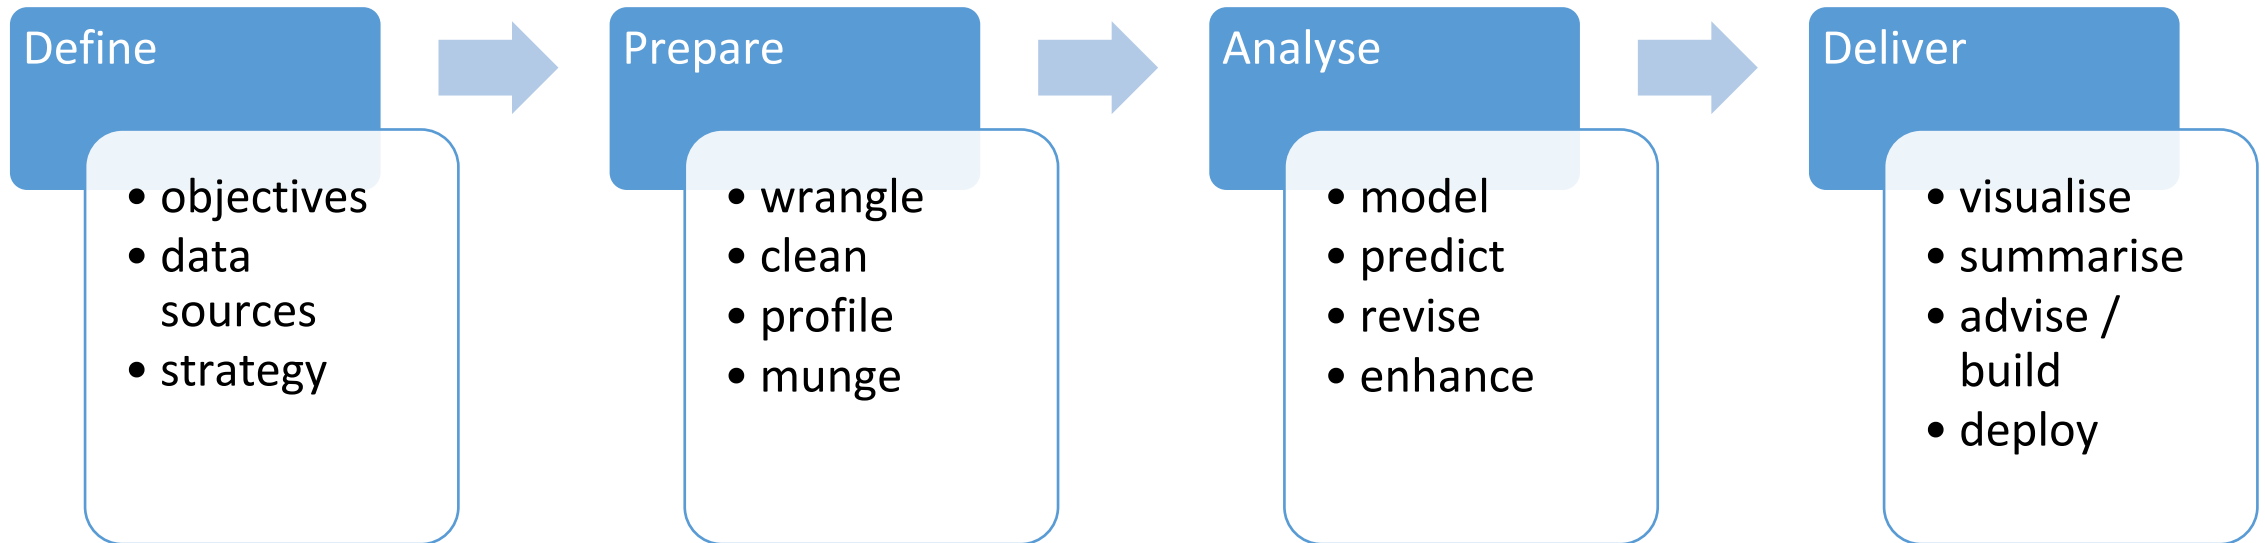 Define
• objectives
• data
sources
• strategy
Prepare
• wrangle
• clean
• profile
• munge
Analyse
• model
• predict
• revise
• enhance
Deliver
• visualise
• summarise
• advise /
build
• deploy